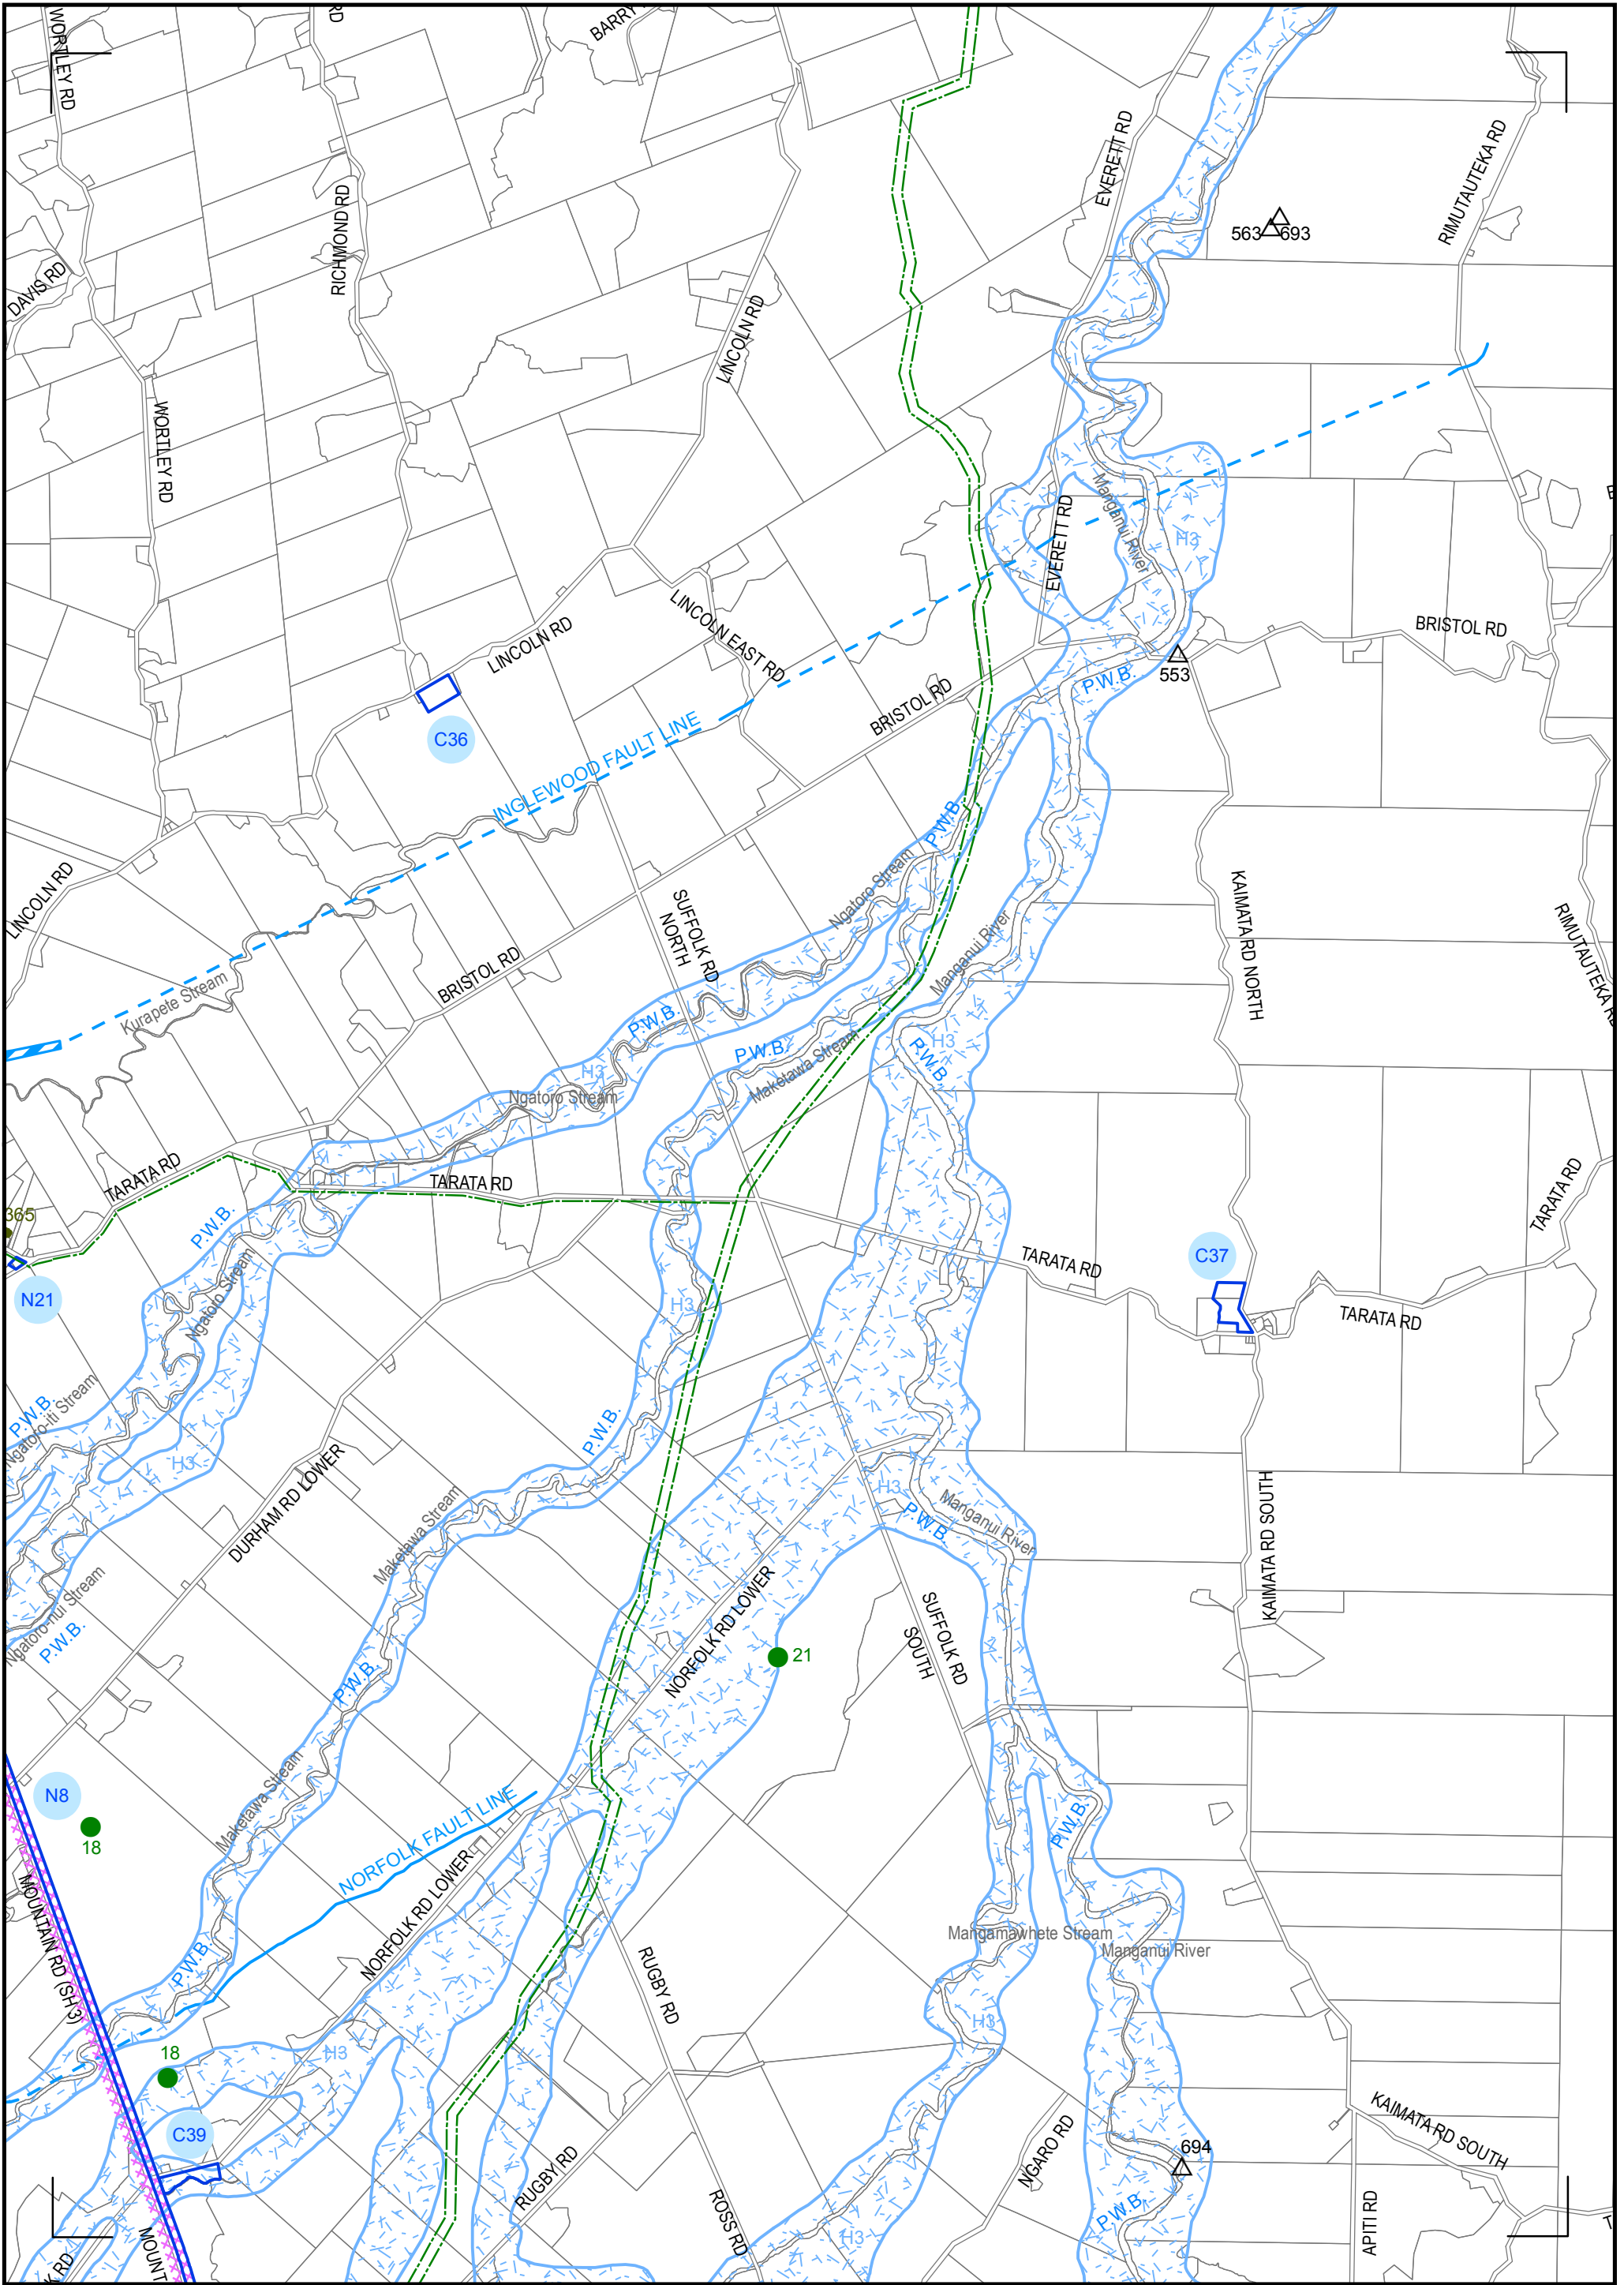 WORTLEY RD
RD
BARRY
EVERETT RD
RIMUTAUTEKA RD
563
693
RICHMOND RD
DAVIS RD
LINCOLN RD
WORTLEY RD
Manganui River
EVERETT RD
H3
LINCOLN EAST RD
LINCOLN RD
BRISTOL RD
553
P.W.B.
BRISTOL RD
C36
INGLEWOOD FAULT LINE
P.W.B.
LINCOLN RD
Ngatoro Stream
SUFFOLK RD
NORTH
KAIMATA RD NORTH
RIMUTAUTEKA RD
Manganui River
BRISTOL RD
Kurapete Stream
P.W.B.
P.W.B.
H3
P.W.B.
Maketawa Stream
H3
Ngatoro Stream
TARATA RD
TARATA RD
TARATA RD
365
P.W.B.
TARATA RD
C37
N21
Ngatoro Stream
H3
TARATA RD
P.W.B.
Ngatoro-iti Stream
P.W.B.
H3
DURHAM RD LOWER
H3
P.W.B.
Manganui River
KAIMATA RD SOUTH
Maketawa Stream
Ngatoro-nui Stream
P.W.B.
NORFOLK RD LOWER
SUFFOLK RD
SOUTH
21
P.W.B.
N8
18
Maketawa Stream
NORFOLK FAULT LINE
P.W.B.
MOUNTAIN RD (SH3)
NORFOLK RD LOWER
Mangamawhete Stream
Manganui River
P.W.B.
RUGBY RD
H3
18
H3
C39
KAIMATA RD SOUTH
NGARO RD
694
RUGBY RD
ROSS RD
P.W.B.
APITI RD
H3
MOUNT
K RD